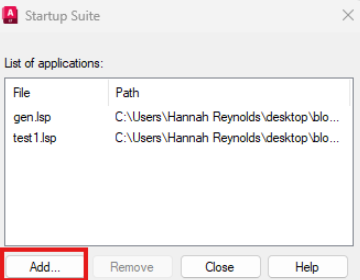 Startup Suite
List of applications:
File Path
gen.lsp C:\Users\Hannah Reynolds\desktop\blo...
test1.lsp C:\Users\Hannah Reynolds\desktop\blo...
Add... Remove Close Help